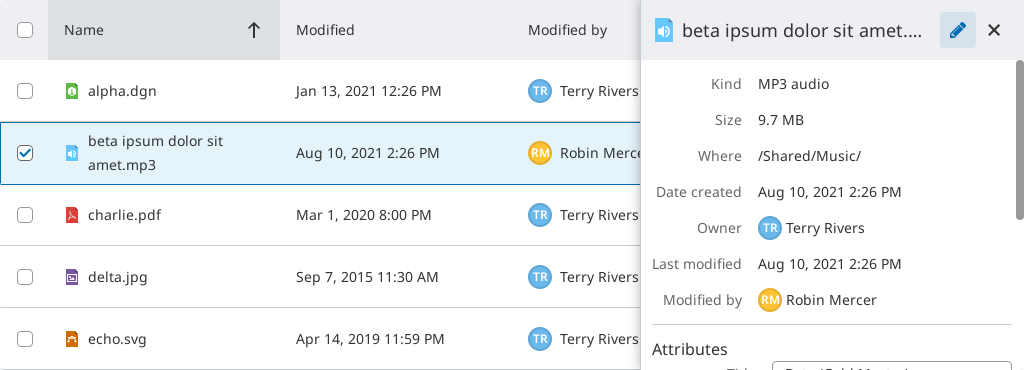 Name Modified Modified by
alpha.dgn Jan 13, 2021 12:26 PM TR Terry Rivers
beta ipsum dolor sit
amet.mp3 Aug 10, 2021 2:26 PM RM Robin
charlie.pdf Mar 1, 2020 8:00 PM TR Terry Rivers
delta.jpg Sep 7, 2015 11:30 AM TR Terry Rivers
echo.svg Apr 14, 2019 11:59 PM TR Terry Rivers
beta ipsum dolor sit amet....
Kind MP3 audio
Size 9.7 MB
Where /Shared/Music/
Date created Aug 10, 2021 2:26 PM
Owner TR Terry Rivers
Last modified Aug 10, 2021 2:26 PM
Modified by RM Robin Mercer
Attributes